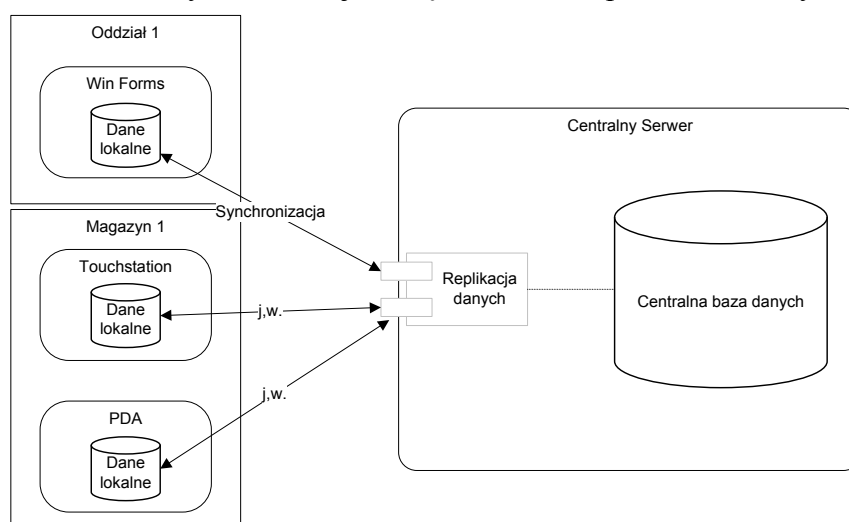 Oddział 1
Win Forms
Dane
lokalne
Synchronizacja
Magazyn 1
Touchstation
Dane
lokalne
j,w.
PDA
Dane
lokalne
j,w.
Centralny Serwer
Replikacja
danych
Centralna baza danych